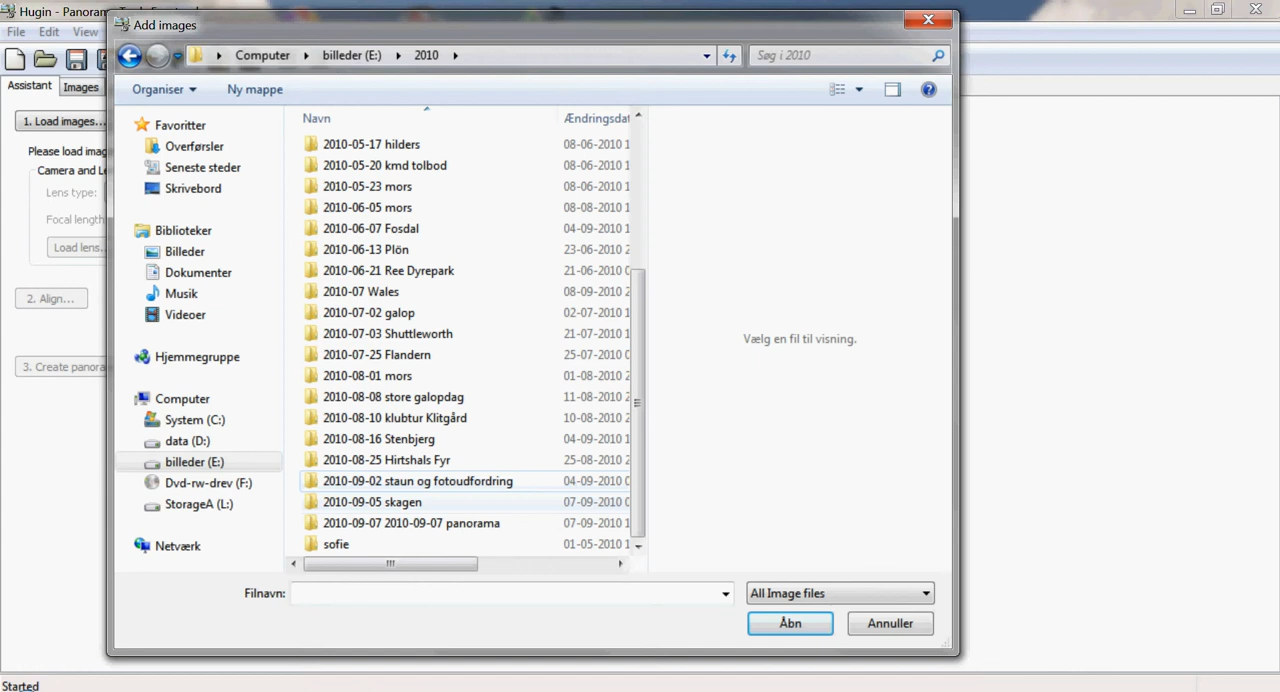 Hugin - Panoram
Add images
File Edit View
Computer billeder (E:) 2010
Søg i 2010
Assistant Images
Organiser Ny mappe
1. Load images...
Please load imag
Camera and Le
Lens type:
Focal length
Load lens.
2. Align...
3. Create panora
Favoritter
Overførsler
Seneste steder
Skrivebord
Biblioteker
Billeder
Dokumenter
Musik
Videoer
Hjemmegruppe
Computer
System (C:)
data (D:)
billeder (E:)
Dvd-rw-drev (F:)
StorageA (L:)
Netværk
Navn Ændringsdat
2010-05-17 hilders 08-06-2010 1
2010-05-20 kmd tolbod 08-06-2010 1
2010-05-23 mors 08-06-2010 1
2010-06-05 mors 08-08-2010 1
2010-06-07 Fosdal 04-09-2010 1
2010-06-13 Plön 23-06-2010 2
2010-06-21 Ree Dyrepark 21-06-2010 0
2010-07 Wales 08-09-2010 2
2010-07-02 galop 02-07-2010 1
2010-07-03 Shuttleworth 21-07-2010 1
2010-07-25 Flandern 25-07-2010 0
2010-08-01 mors 01-08-2010 1
2010-08-08 store galopdag 11-08-2010 2
2010-08-10 klubtur Klitgård 10-08-2010 2
2010-08-16 Stenbjerg 04-09-2010 1
2010-08-25 Hirtshals Fyr 25-08-2010 2
2010-09-02 staun og fotoudfordring 04-09-2010 0
2010-09-05 skagen 07-09-2010 0
2010-09-07 2010-09-07 panorama 07-09-2010 1
sofie 01-05-2010 1
Vælg en fil til visning.
Filnavn:
All Image files
Åbn Annuller
Started